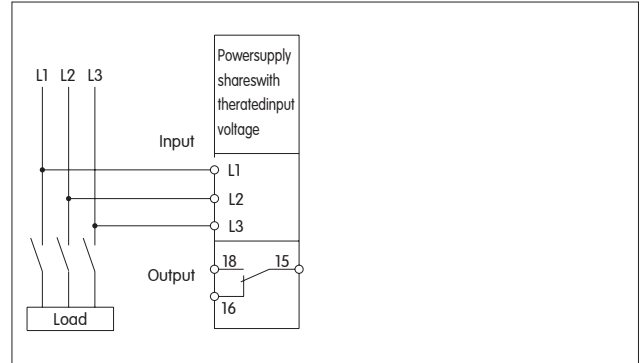 Powersupply
shareswith
theratedinput
voltage
L1 L2 L3
Input
L1
L2
L3
Output
18 15
16
Load